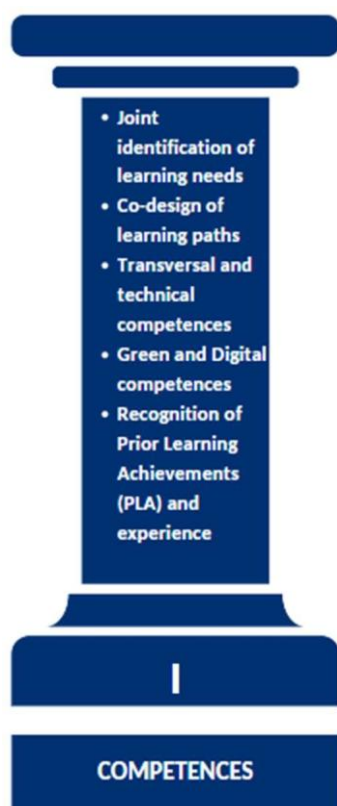 • Joint
identification of
learning needs
• Co-design of
learning paths
• Transversal and
technical
competences
• Green and Digital
competences
• Recognition of
Prior Learning
Achievements
(PLA) and
experience
I
COMPETENCES